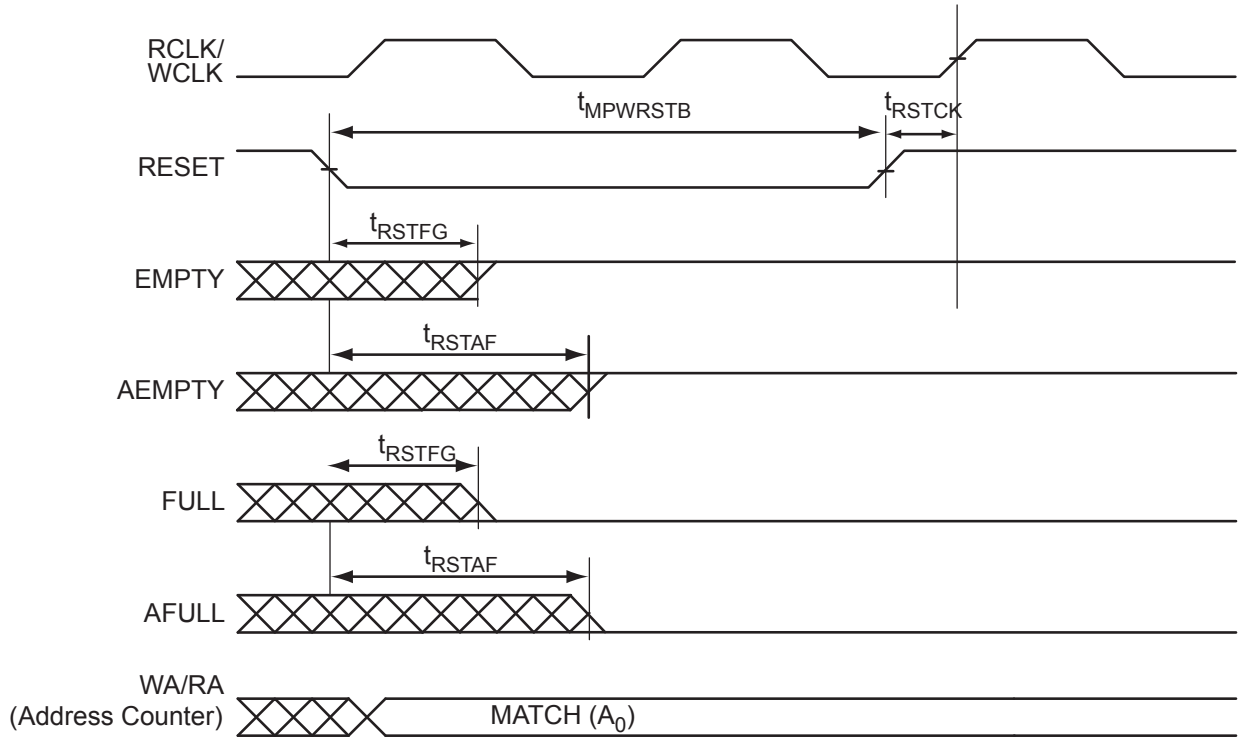 RCLK/
WCLK
tMPWRSTB
tRSTCK
RESET
tRSTFG
EMPTY
tRSTAF
AEMPTY
tRSTFG
FULL
tRSTAF
AFULL
WA/RA
(Address Counter)
MATCH (A0)